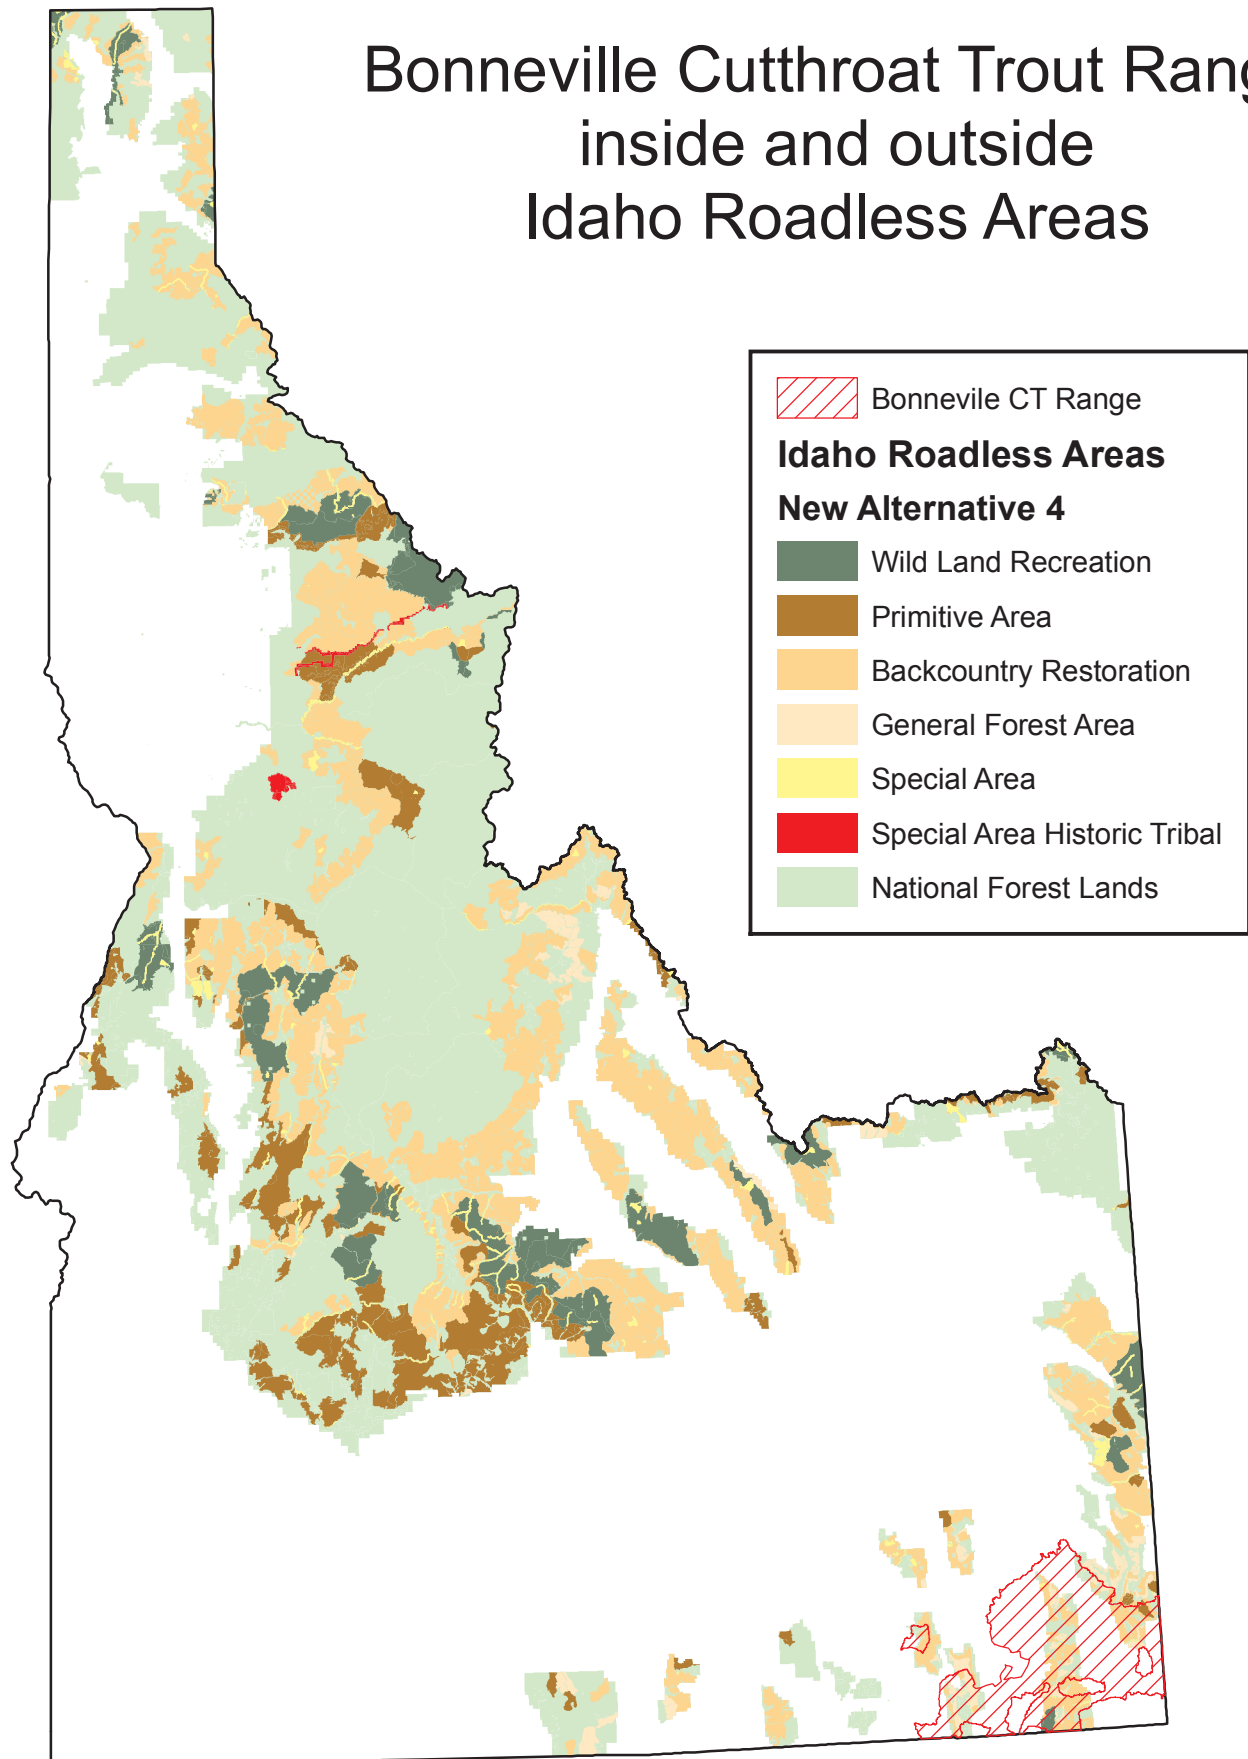 Bonneville Cutthroat Trout Rang
inside and outside
Idaho Roadless Areas
Bonnevile CT Range
Idaho Roadless Areas
New Alternative 4
Wild Land Recreation
Primitive Area
Backcountry Restoration
General Forest Area
Special Area
Special Area Historic Tribal
National Forest Lands